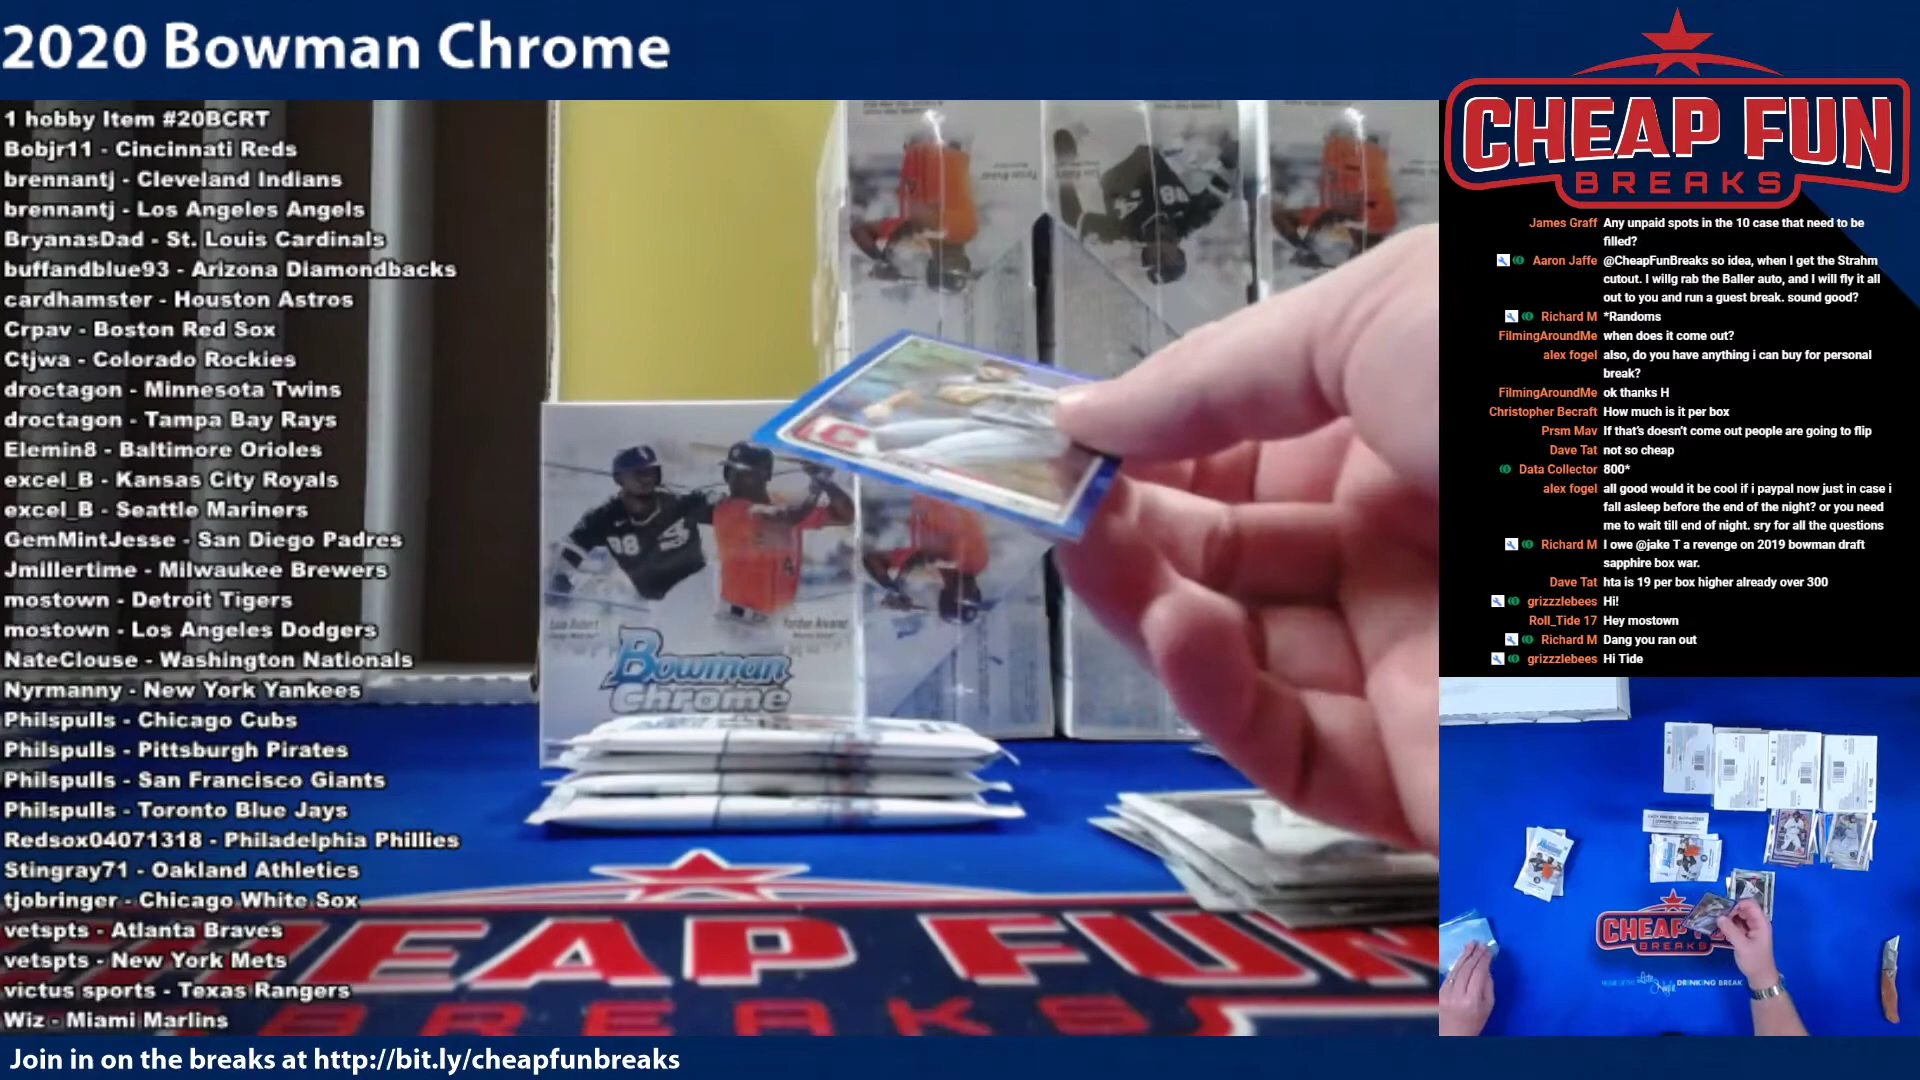 2020 Bowman Chrome
1 hobby Item #20BCRT
Bobjr11 - Cincinnati Reds
brennantj - Cleveland Indians
brennantj - Los Angeles Angels
BryanasDad - St. Louis Cardinals
buffandblue93 - Arizona Diamondbacks
cardhamster - Houston Astros
Crpav - Boston Red Sox
Ctjwa - Colorado Rockies
droctagon - Minnesota Twins
droctagon - Tampa Bay Rays
Elemin8 - Baltimore Orioles
excel_B - Kansas City Royals
excel_B - Seattle Mariners
GemMintJesse - San Diego Padres
Jmillertime - Milwaukee Brewers
mostown - Detroit Tigers
mostown - Los Angeles Dodgers
NateClouse - Washington Nationals
Nyrmanny - New York Yankees
Philspulls - Chicago Cubs
Philspulls - Pittsburgh Pirates
Philspulls - San Francisco Giants
Philspulls - Toronto Blue Jays
Redsox04071318 - Philadelphia Phillies
Stingray71 - Oakland Athletics
tjobringer - Chicago White Sox
vetspts - Atlanta Braves
vetspts - New York Mets
victus sports - Texas Rangers
Wiz - Miami Marlins
Join in on the breaks at http://bit.ly/cheapfunbreaks
88
Bowman
Chrome
CHEAP FUN
BREAKS
CHEAP FUN
BREAKS
James Graff Any unpaid spots in the 10 case that need to be
filled?
Aaron Jaffe @CheapFunBreaks so idea, when I get the Strahm
cutout. I willg rab the Baller auto, and I will fly it all
out to you and run a guest break. sound good?
Richard M *Randoms
FilmingAroundMe when does it come out?
alex fogel also, do you have anything i can buy for personal
break?
FilmingAroundMe ok thanks H
Christopher Becraft How much is it per box
Prsm Mav If that's doesn't come out people are going to flip
Dave Tat not so cheap
Data Collector 800*
alex fogel all good would it be cool if i paypal now just in case i
fall asleep before the end of the night? or you need
me to wait till end of night. sry for all the questions
Richard M I owe @jake T a revenge on 2019 bowman draft
sapphire box war.
Dave Tat hta is 19 per box higher already over 300
grizzzlebees Hi!
Roll_Tide 17 Hey mostown
Richard M Dang you ran out
grizzzlebees Hi Tide
CHEAP
BREAKS
HOME OF THE Late Night DRINKING BREAK